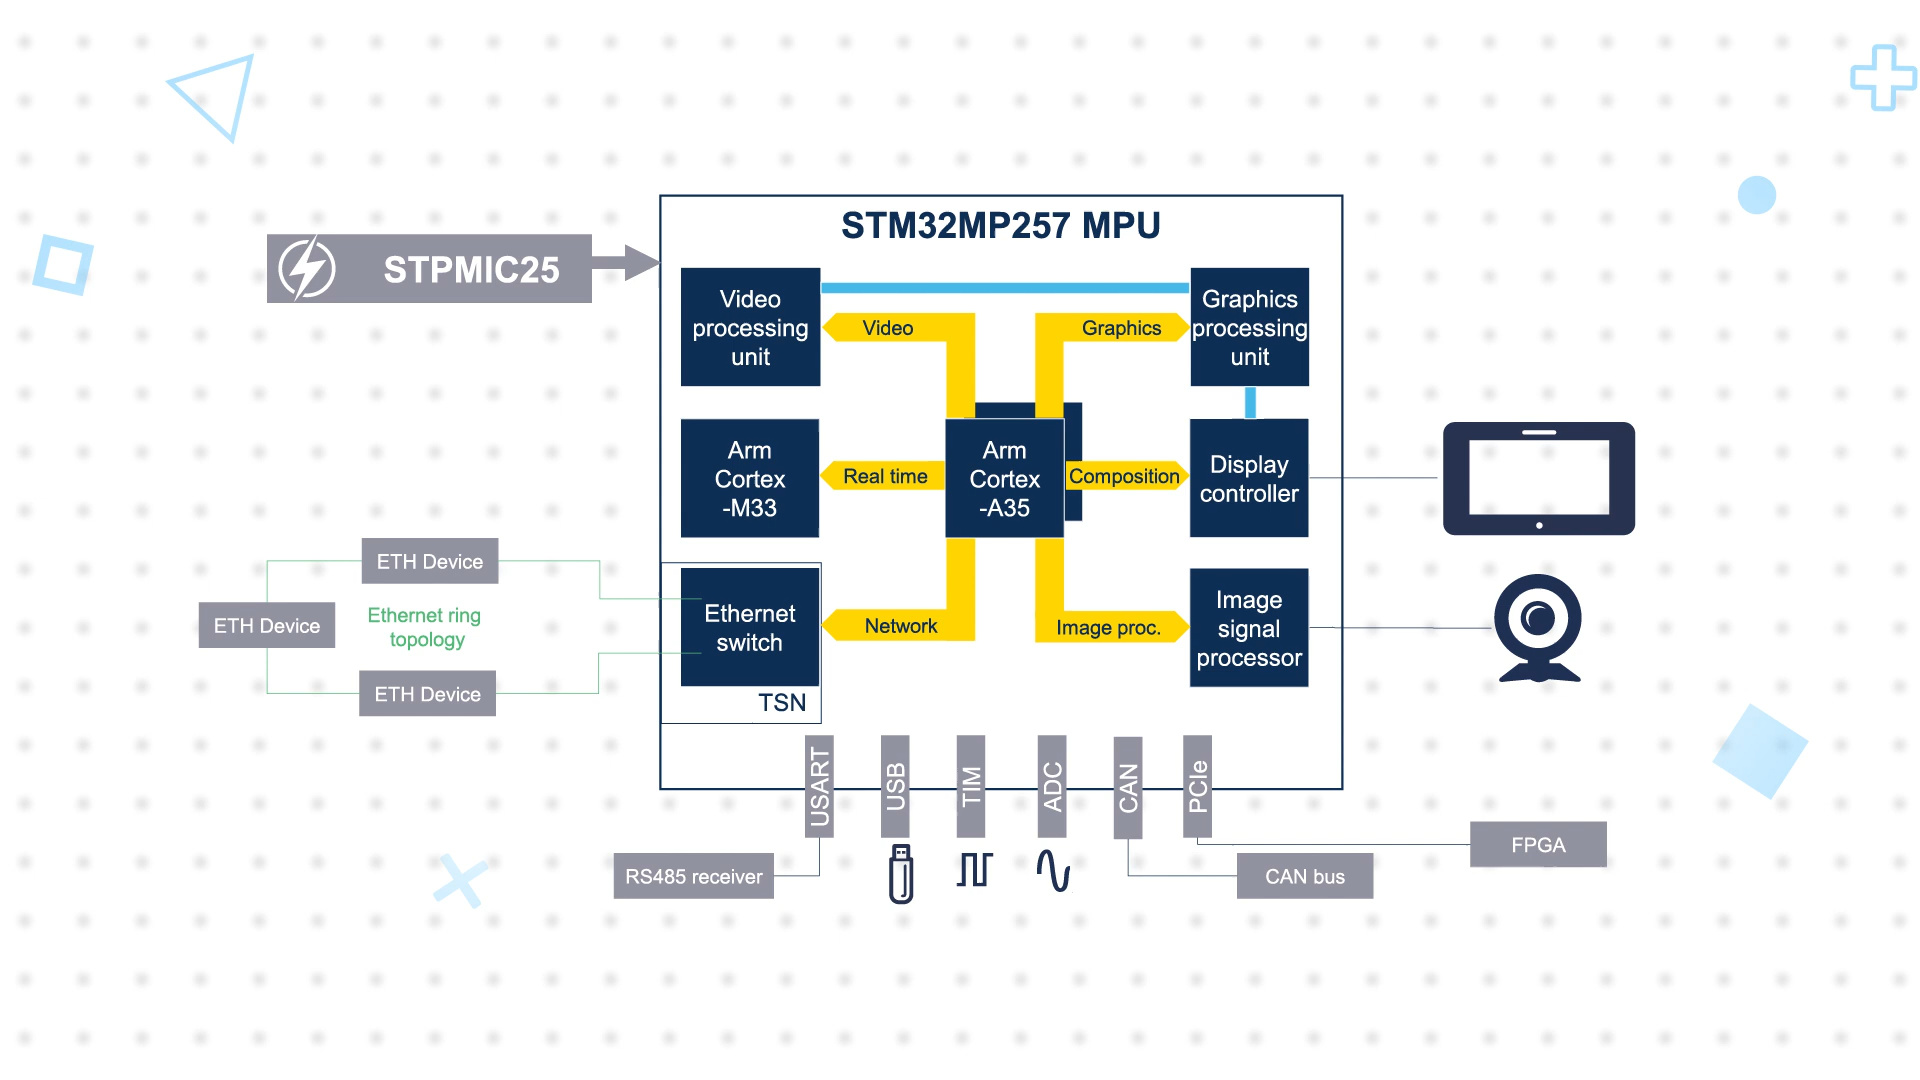 STM32MP257 MPU
STPMIC25
Video
processing
unit
Video
Graphics
Graphics
processing
unit
Arm
Cortex
-M33
Real time
Arm
Cortex
-A35
Composition
Display
controller
ETH Device
ETH Device
ETH Device
Ethernet ring
topology
Ethernet
switch
TSN
Network
Image proc.
Image
signal
processor
USART
USB
TIM
ADC
CAN
PCIe
RS485 receiver
CAN bus
FPGA